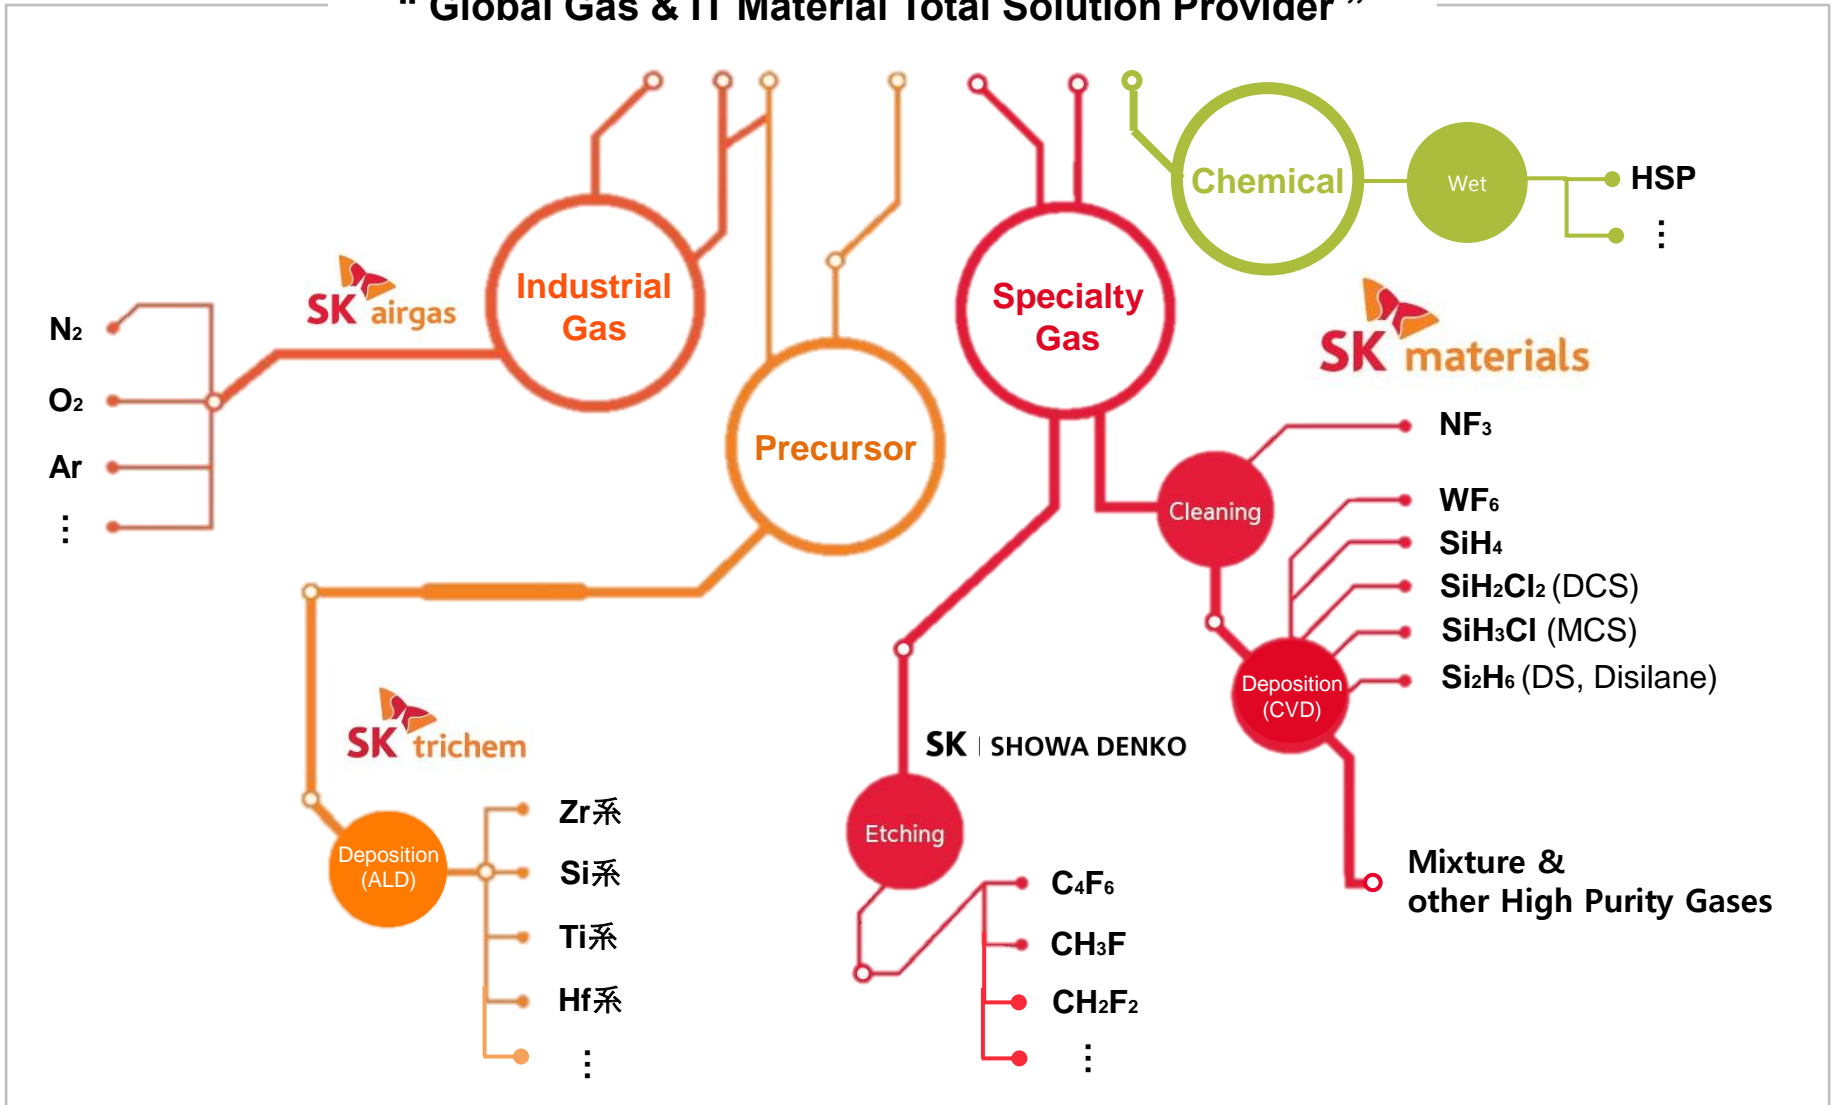 “ Global Gas & IT Material Total Solution Provider ”
Chemical
Wet
HSP
⋮
SK airgas
Industrial
Gas
Specialty
Gas
SK materials
N₂
O₂
Ar
⋮
Precursor
Cleaning
NF₃
WF₆
SiH₄
SiH₂Cl₂ (DCS)
SiH₃Cl (MCS)
Si₂H₆ (DS, Disilane)
Deposition
(CVD)
SK trichem
SK | SHOWA DENKO
Deposition
(ALD)
Zr系
Si系
Ti系
Hf系
⋮
Etching
C₄F₆
CH₃F
CH₂F₂
⋮
Mixture &
other High Purity Gases